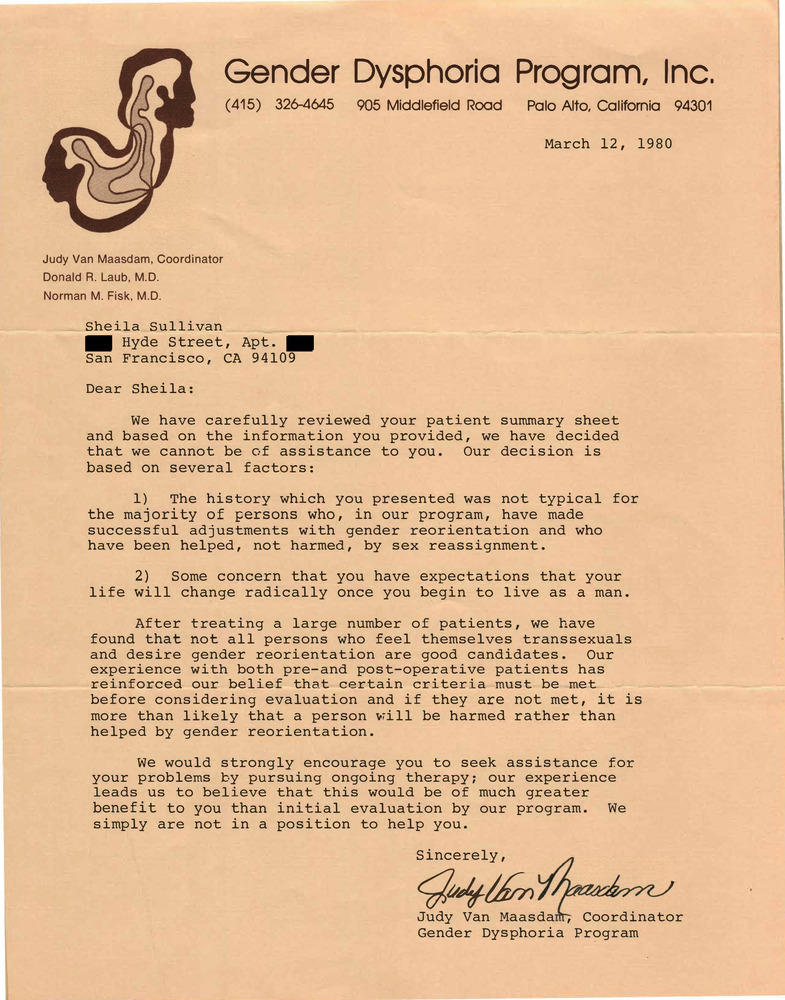 Gender Dysphoria Program, Inc.
(415) 326-4645 905 Middlefield Road Palo Alto, California 94301
March 12, 1980
Judy Van Maasdam, Coordinator
Donald R. Laub, M.D.
Norman M. Fisk, M.D.
Sheila Sullivan
Hyde Street, Apt.
San Francisco, CA 94109
Dear Sheila:
We have carefully reviewed your patient summary sheet
and based on the information you provided, we have decided
that we cannot be of assistance to you. Our decision is
based on several factors:
1) The history which you presented was not typical for
the majority of persons who, in our program, have made
successful adjustments with gender reorientation and who
have been helped, not harmed, by sex reassignment.
2) Some concern that you have expectations that your
life will change radically once you begin to live as a man.
After treating a large number of patients, we have
found that not all persons who feel themselves transsexuals
and desire gender reorientation are good candidates. Our
experience with both pre-and post-operative patients has
reinforced our belief that certain criteria must be met
before considering evaluation and if they are not met, it is
more than likely that a person will be harmed rather than
helped by gender reorientation.
We would strongly encourage you to seek assistance for
your problems by pursuing ongoing therapy; our experience
leads us to believe that this would be of much greater
benefit to you than initial evaluation by our program. We
simply are not in a position to help you.
Sincerely,
Judy Van Maasdam
Judy Van Maasdam, Coordinator
Gender Dysphoria Program